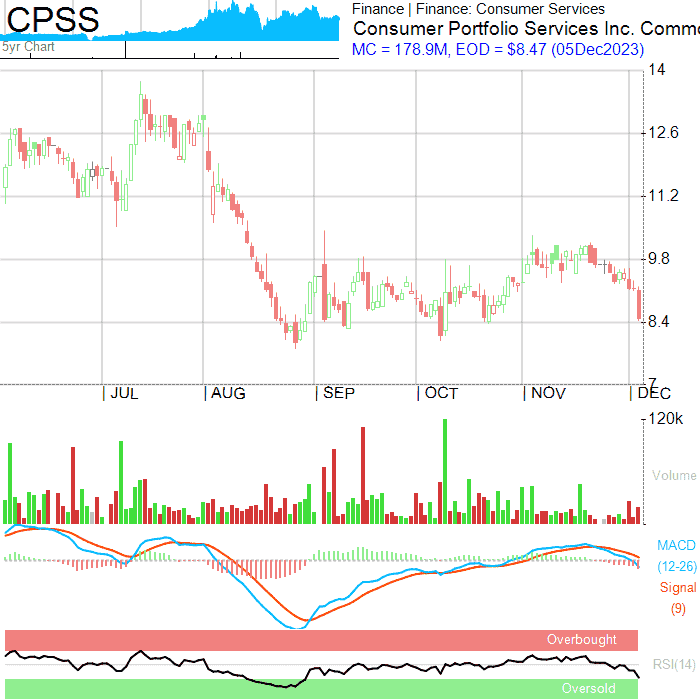 CPSS
5yr Chart
Finance | Finance: Consumer Services
Consumer Portfolio Services Inc. Commo
MC = 178.9M, EOD = $8.47 (05Dec2023)
14
12.6
11.2
9.8
8.4
7
| JUL | AUG | SEP | OCT | NOV | DEC
120k
Volume
MACD
(12-26)
Signal
(9)
Overbought
RSI(14)
Oversold